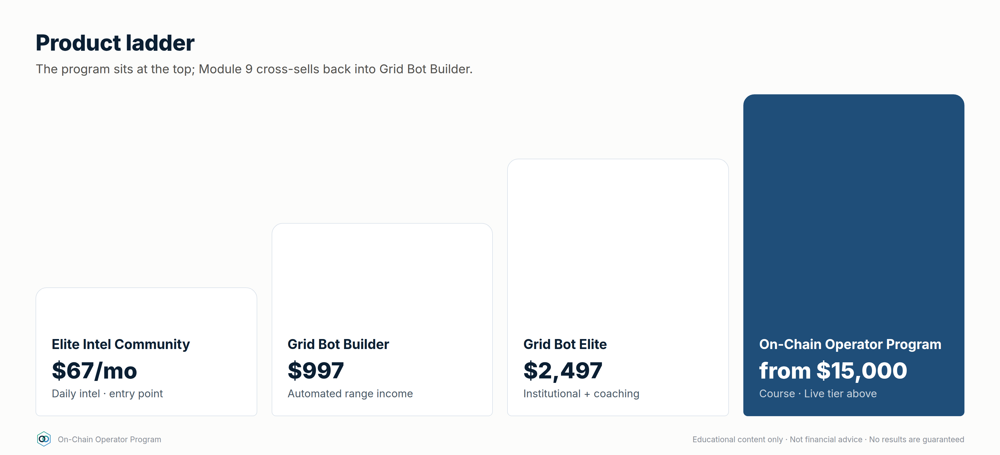 Product ladder
The program sits at the top; Module 9 cross-sells back into Grid Bot Builder.
Elite Intel Community
$67/mo
Daily intel · entry point
Grid Bot Builder
$997
Automated range income
Grid Bot Elite
$2,497
Institutional + coaching
On-Chain Operator Program
from $15,000
Course · Live tier above
On-Chain Operator Program
Educational content only · Not financial advice · No results are guaranteed